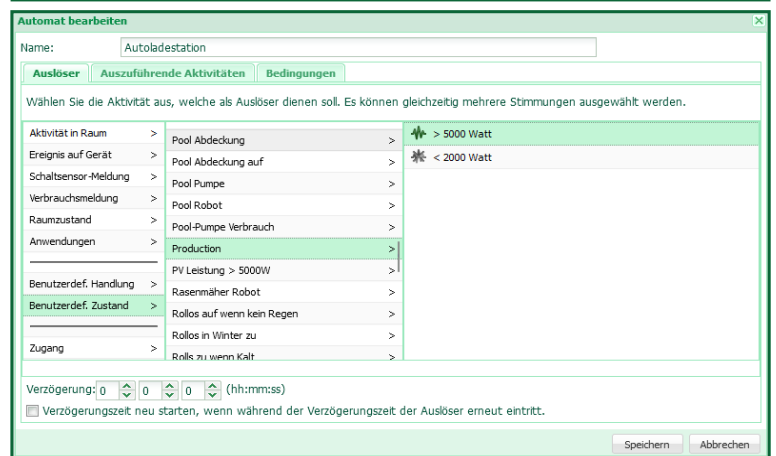 Automat bearbeiten
Name: Autoladestation
Auslöser Auszuführende Aktivitäten Bedingungen
Wählen Sie die Aktivität aus, welche als Auslöser dienen soll. Es können gleichzeitig mehrere Stimmungen ausgewählt werden.
Aktivität in Raum >
Ereignis auf Gerät >
Schaltsensor-Meldung >
Verbrauchsmeldung >
Raumzustand >
Anwendungen >
Benutzerdef. Handlung >
Benutzerdef. Zustand >
Zugang >
Pool Abdeckung >
Pool Abdeckung auf >
Pool Pumpe >
Pool Robot >
Pool-Pumpe Verbrauch >
Production >
PV Leistung > 5000W >
Rasenmäher Robot >
Rollos auf wenn kein Regen >
Rollos in Winter zu >
Rolls zu wenn Kalt >
> 5000 Watt
< 2000 Watt
Verzögerung: 0 0 0 (hh:mm:ss)
Verzögerungszeit neu starten, wenn während der Verzögerungszeit der Auslöser erneut eintritt.
Speichern Abbrechen